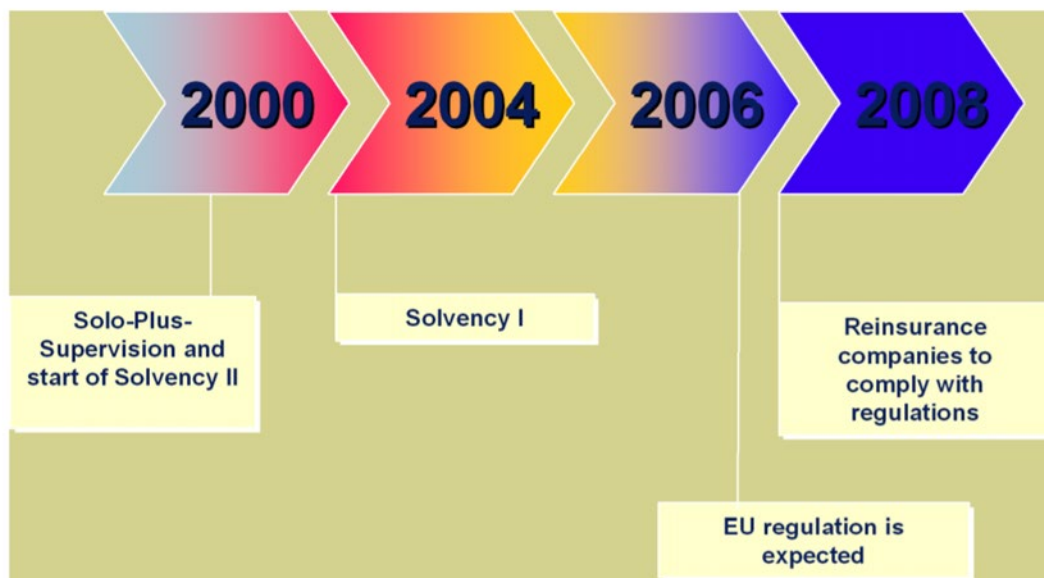 2000
2004
2006
2008
Solo-Plus-
Supervision and
start of Solvency II
Solvency I
Reinsurance
companies to
comply with
regulations
EU regulation is
expected